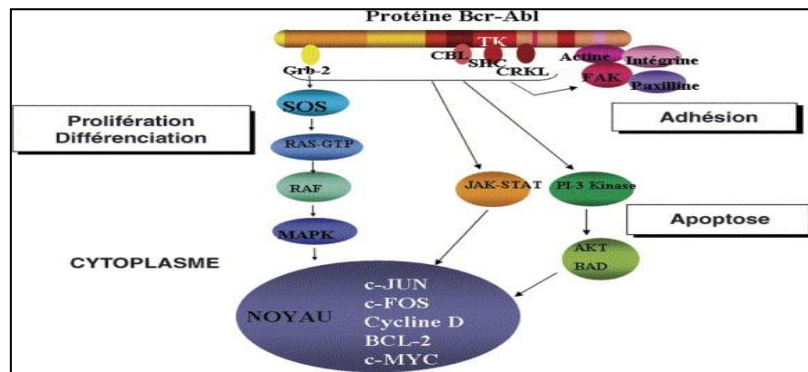 Protéine Bcr-Abl
TK
Grb-2
CBL
SHC
CRKL
Actine
Intégrine
FAK
Paxilline
SOS
Prolifération
Différenciation
Adhésion
RAS-GTP
RAF
JAK-STAT
PI-3 Kinase
MAPK
Apoptose
AKT
BAD
CYTOPLASME
NOYAU
c-JUN
c-FOS
Cycline D
BCL-2
c-MYC